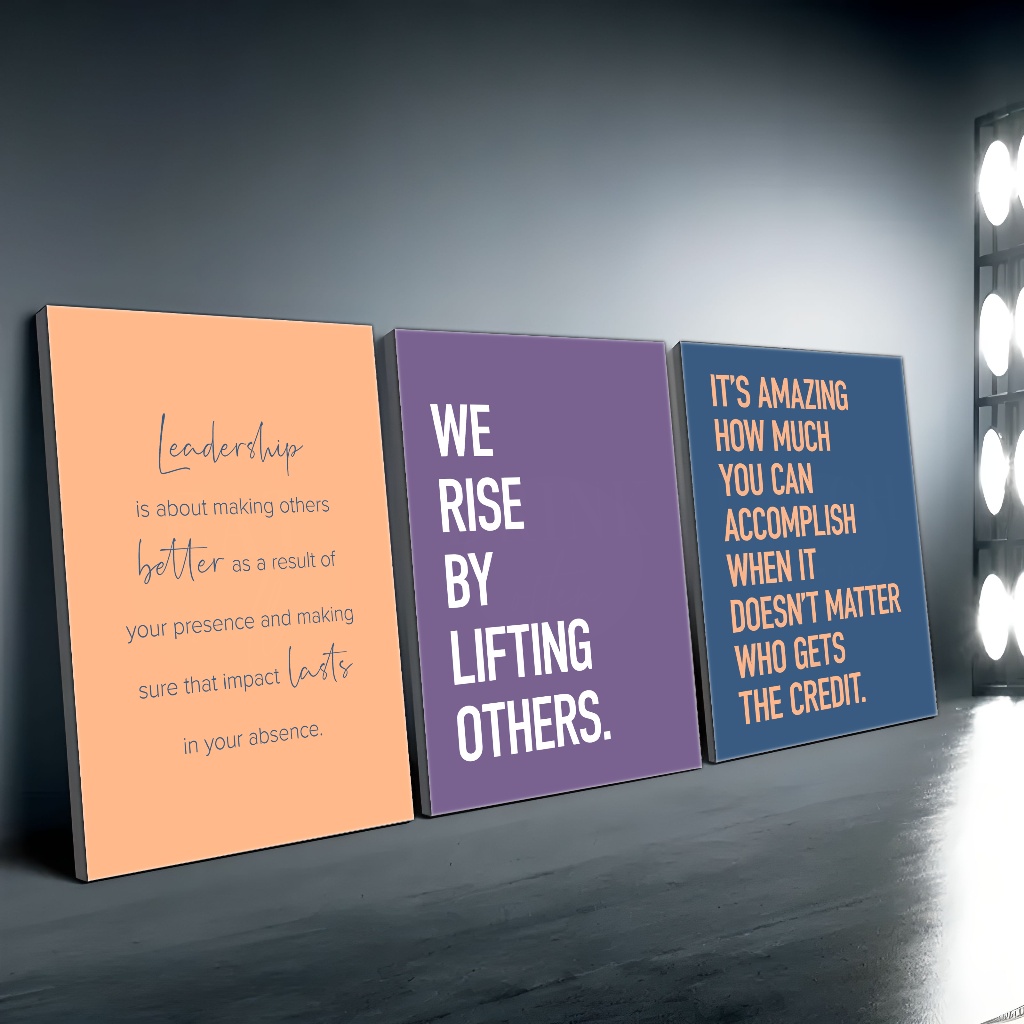 Leadership
is about making others
better as a result of
your presence and making
sure that impact lasts
in your absence.
WE
RISE
BY
LIFTING
OTHERS.
IT'S AMAZING
HOW MUCH
YOU CAN
ACCOMPLISH
WHEN IT
DOESN'T MATTER
WHO GETS
THE CREDIT.